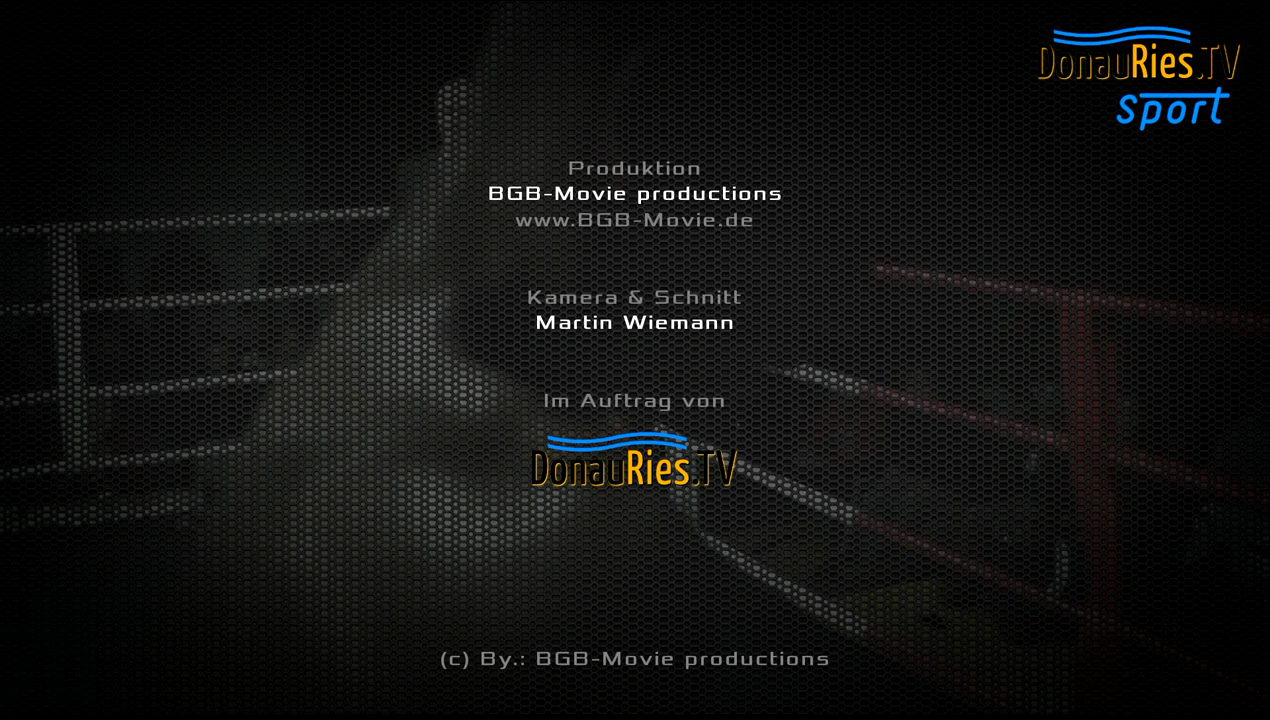 DonauRies.TV
sport
Produktion
BGB-Movie productions
www.BGB-Movie.de
Kamera & Schnitt
Martin Wiemann
Im Auftrag von
DonauRies.TV
(c) By.: BGB-Movie productions